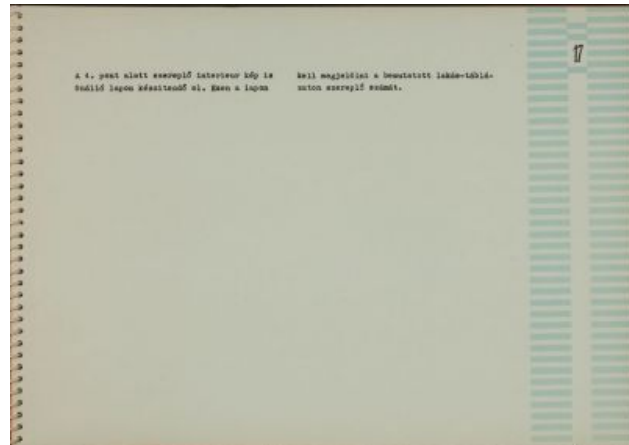 A 4. pont alatt szereplő interieur kép is
önálló lapon készitendő el. Ezen a lapon
kell megjelölni a bemutatott lakás-táblá-
zaton szereplő számát.
17